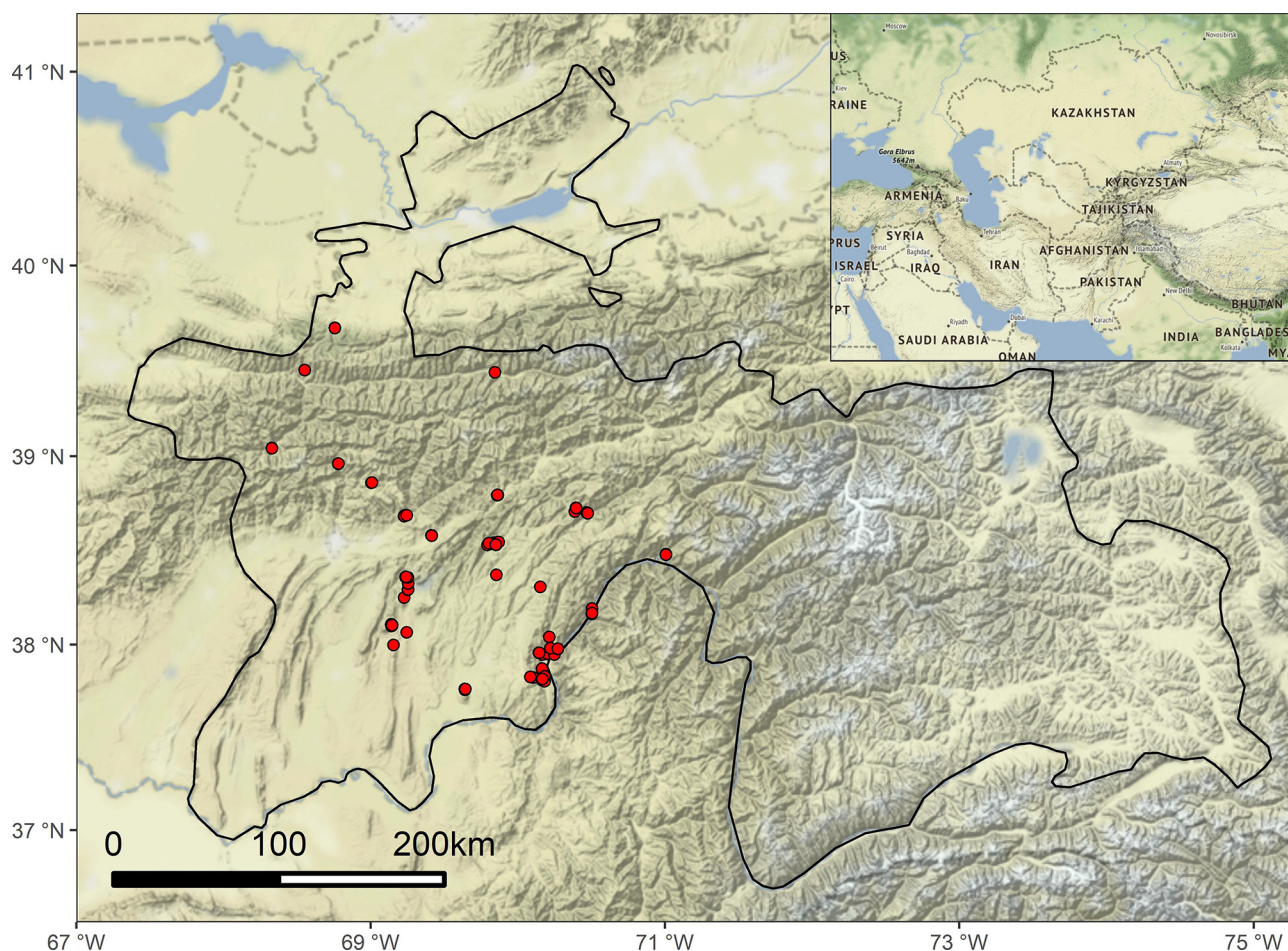 41 °N
40 °N
39 °N
38 °N
37 °N
67 °W
69 °W
71 °W
73 °W
75 °W
0 100 200km
Moscow
Novosibirsk
US
Kiev
RAINE
KAZAKHSTAN
Gora Elbrus
5642m
Almaty
KYRGYZSTAN
ARMENIA
Baku
TAJIKISTAN
PRUS
SYRIA
Beirut
Tehran
Baghdad
AFGHANISTAN
Islamabad
ISRAEL
IRAQ
IRAN
Cairo
PAKISTAN
New Delhi
BHUTAN
YPT
Riyadh
Dubai
Karachi
SAUDI ARABIA
INDIA
BANGLADES
Kolkata
OMAN
MY